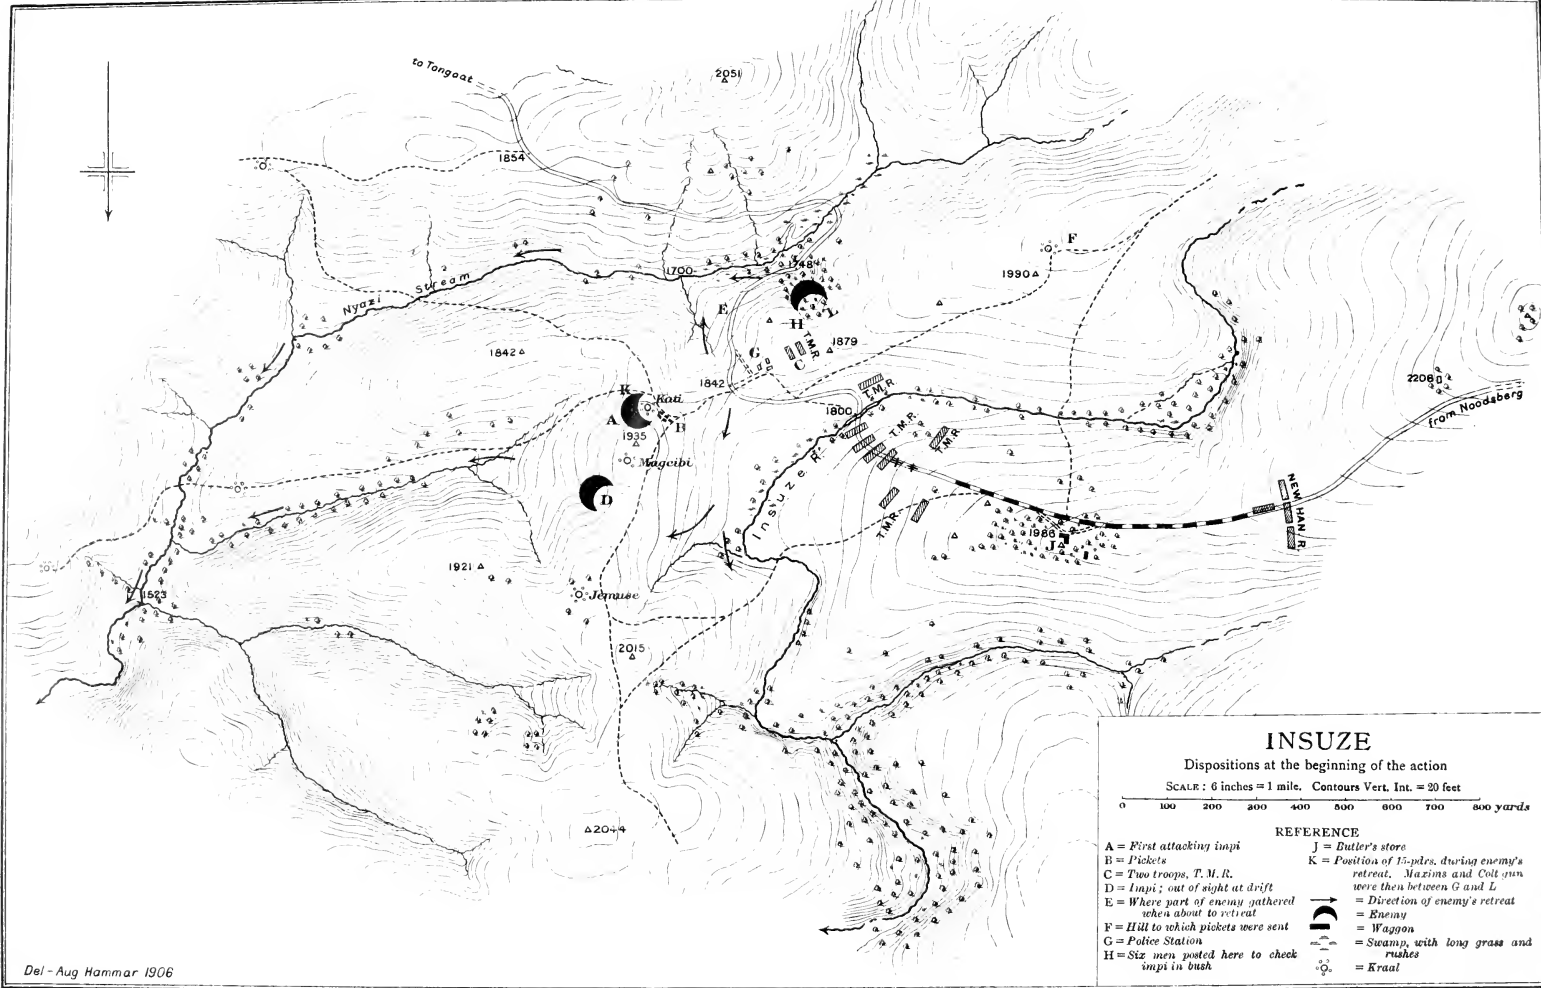 to Tongaat
2051
1854
F
1700
1748
1990
Nyazi Stream
E
L
H
T.M.R.
1842
G
C
1879
2208
1842
T.M.R.
K
Kati
1800
from Noodsberg
A
B
T.M.R.
1935
T.M.R.
Magcibi
D
Insuze R.
NEW HAN. R.
T.M.R.
1986
J
1921
1523
Jemuse
2015
2044
INSUZE
Dispositions at the beginning of the action
SCALE : 6 inches = 1 mile. Contours Vert. Int. = 20 feet
0 100 200 300 400 500 600 700 800 yards
REFERENCE
A = First attacking impi
B = Pickets
C = Two troops, T. M. R.
D = Impi ; out of sight at drift
E = Where part of enemy gathered
when about to retreat
F = Hill to which pickets were sent
G = Police Station
H = Six men posted here to check
impi in bush
J = Butler's store
K = Position of 15-pdrs. during enemy's
retreat. Maxims and Colt gun
were then between G and L
= Direction of enemy's retreat
= Enemy
= Waggon
= Swamp, with long grass and
rushes
= Kraal
Del - Aug Hammar 1906